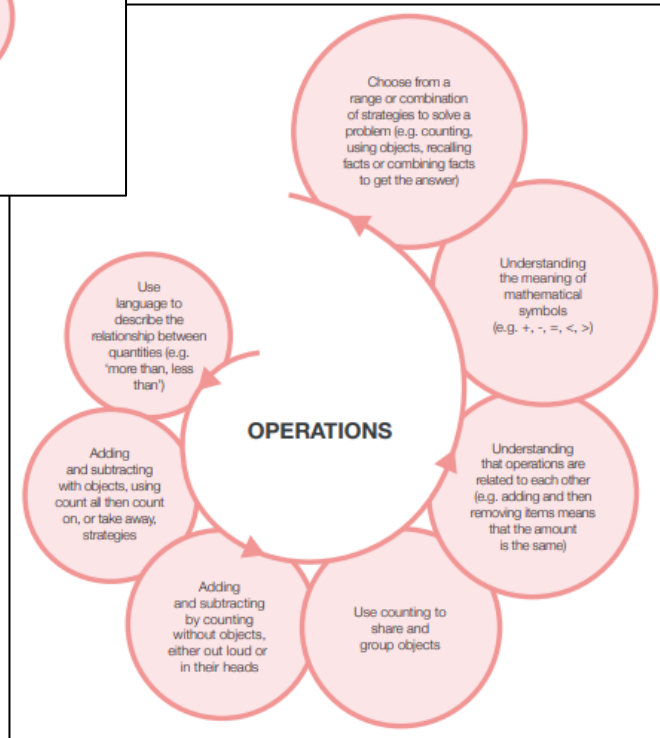 Choose from a
range or combination
of strategies to solve a
problem (e.g. counting,
using objects, recalling
facts or combining facts
to get the answer)
Understanding
the meaning of
mathematical
symbols
(e.g. +, -, =, <, >)
Use
language to
describe the
relationship between
quantities (e.g.
'more than, less
than')
OPERATIONS
Adding
and subtracting
with objects, using
count all then count
on, or take away,
strategies
Understanding
that operations are
related to each other
(e.g. adding and then
removing items means
that the amount
is the same)
Adding
and subtracting
by counting
without objects,
either out loud or
in their heads
Use counting to
share and
group objects